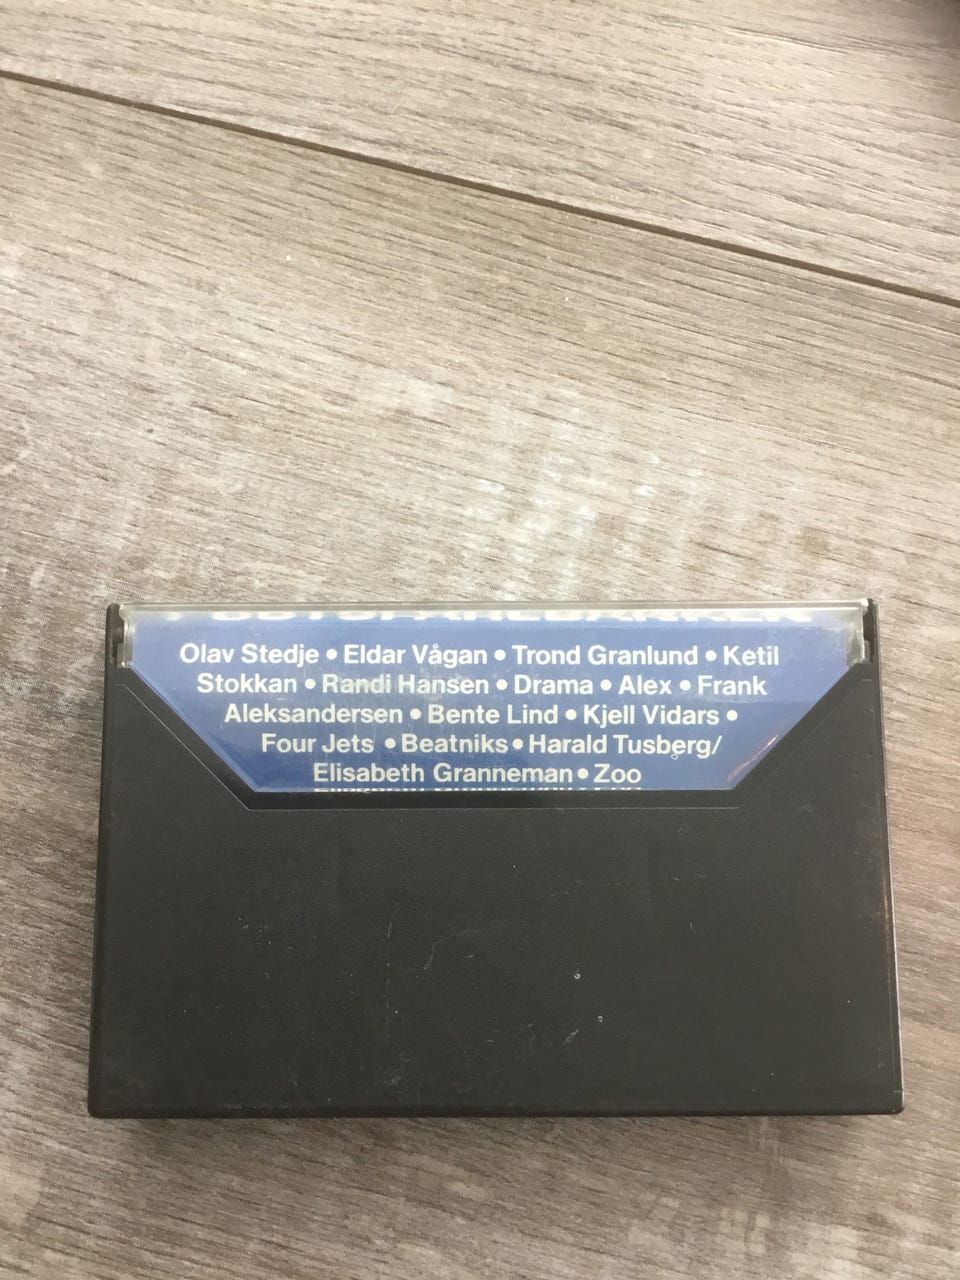 Olav Stedje • Eldar Vågan • Trond Granlund • Ketil
Stokkan • Randi Hansen • Drama • Alex • Frank
Aleksandersen • Bente Lind • Kjell Vidars •
Four Jets • Beatniks • Harald Tusberg/
Elisabeth Granneman • Zoo